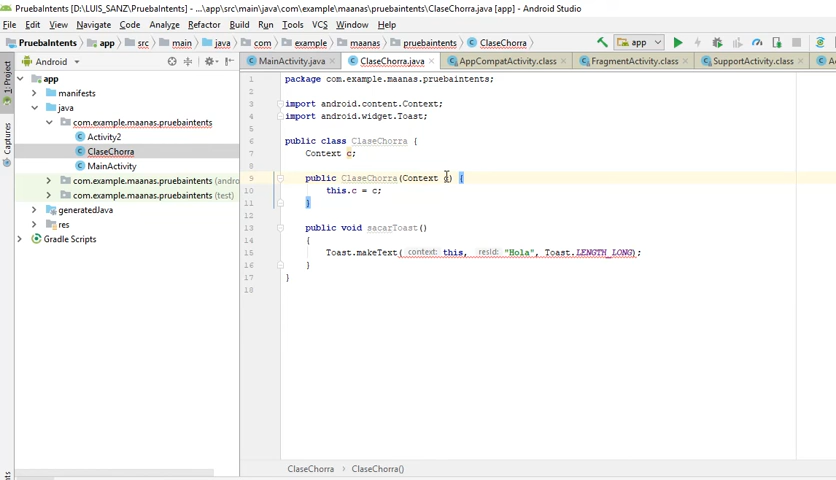 PruebaIntents [D:\LUIS_SANZ\PruebaIntents] - ...\app\src\main\java\com\example\maanas\pruebaintents\ClaseChorra.java [app] - Android Studio
File Edit View Navigate Code Analyze Refactor Build Run Tools VCS Window Help
PruebaIntents app src main java com example maanas pruebaintents ClaseChorra app
Android MainActivity.java ClaseChorra.java AppCompatActivity.class FragmentActivity.class SupportActivity.class
1: Project
Captures
app
manifests
java
com.example.maanas.pruebaintents
Activity2
ClaseChorra
MainActivity
com.example.maanas.pruebaintents (andro
com.example.maanas.pruebaintents (test)
generatedJava
res
Gradle Scripts
1 package com.example.maanas.pruebaintents;
2
3 import android.content.Context;
4 import android.widget.Toast;
5
6 public class ClaseChorra {
7 Context c;
8
9 public ClaseChorra(Context c) {
10 this.c = c;
11 }
12
13 public void sacarToast()
14 {
15 Toast.makeText( context: this, resId: "Hola", Toast.LENGTH_LONG);
16 }
17 }
18
ClaseChorra ClaseChorra()